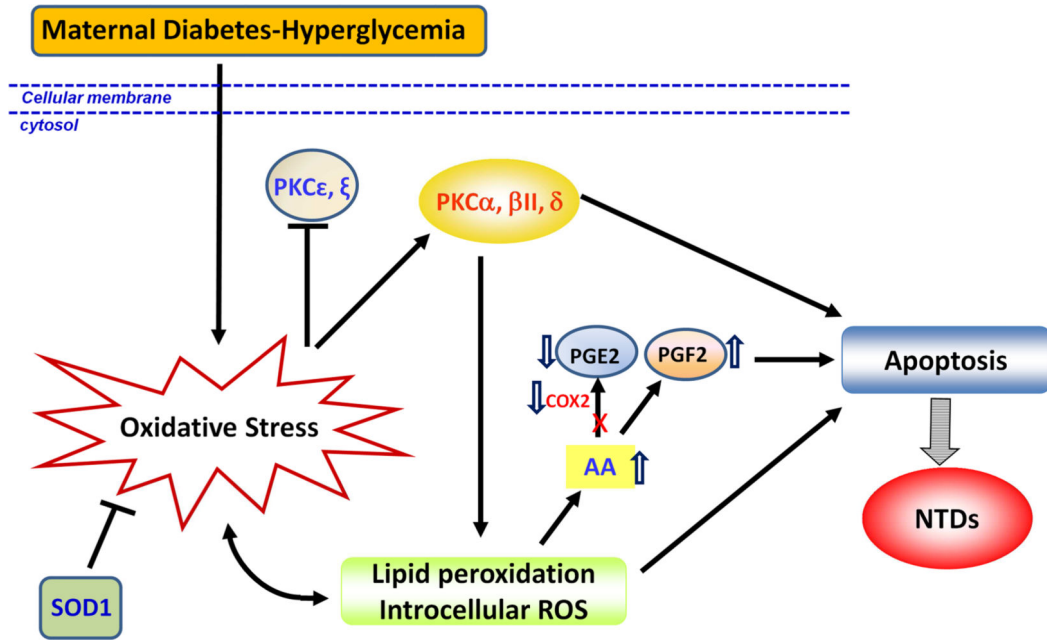 Maternal Diabetes-Hyperglycemia
Cellular membrane
cytosol
PKCε, ξ
PKCα, βII, δ
PGE2
PGF2
COX2
X
Apoptosis
Oxidative Stress
AA
NTDs
Lipid peroxidation
Introcellular ROS
SOD1